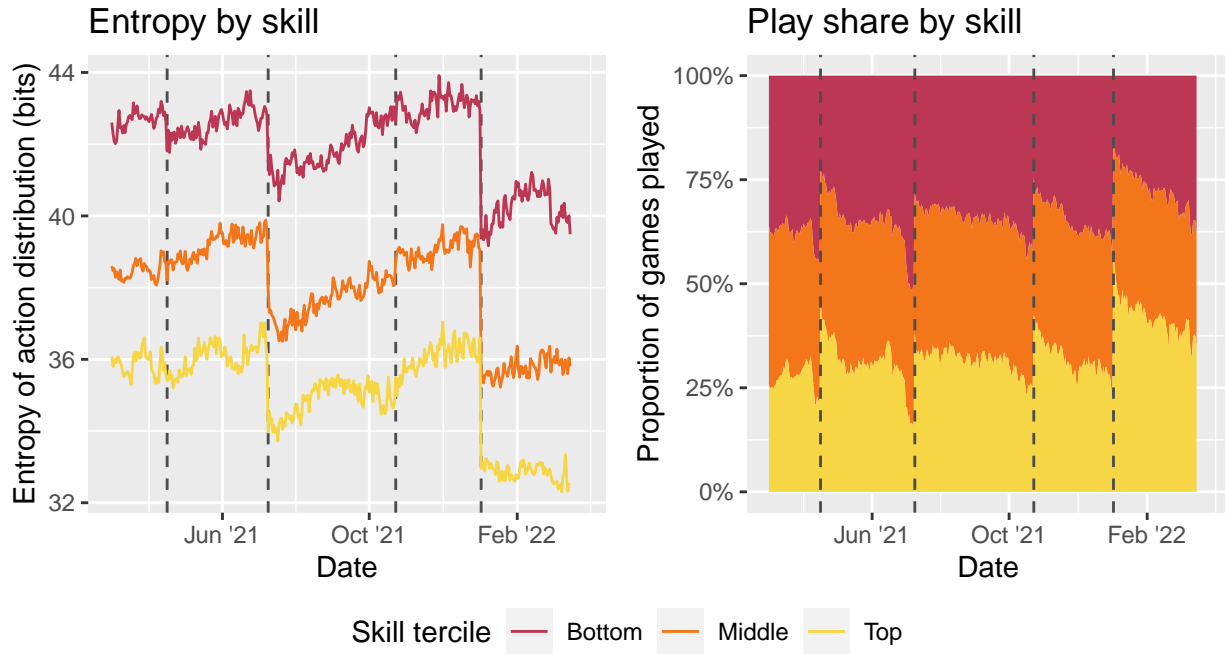 Entropy by skill
Entropy of action distribution (bits)
44
40
36
32
Jun '21
Oct '21
Feb '22
Date
Play share by skill
Proportion of games played
100%
75%
50%
25%
0%
Jun '21
Oct '21
Feb '22
Date
Skill tercile
Bottom
Middle
Top